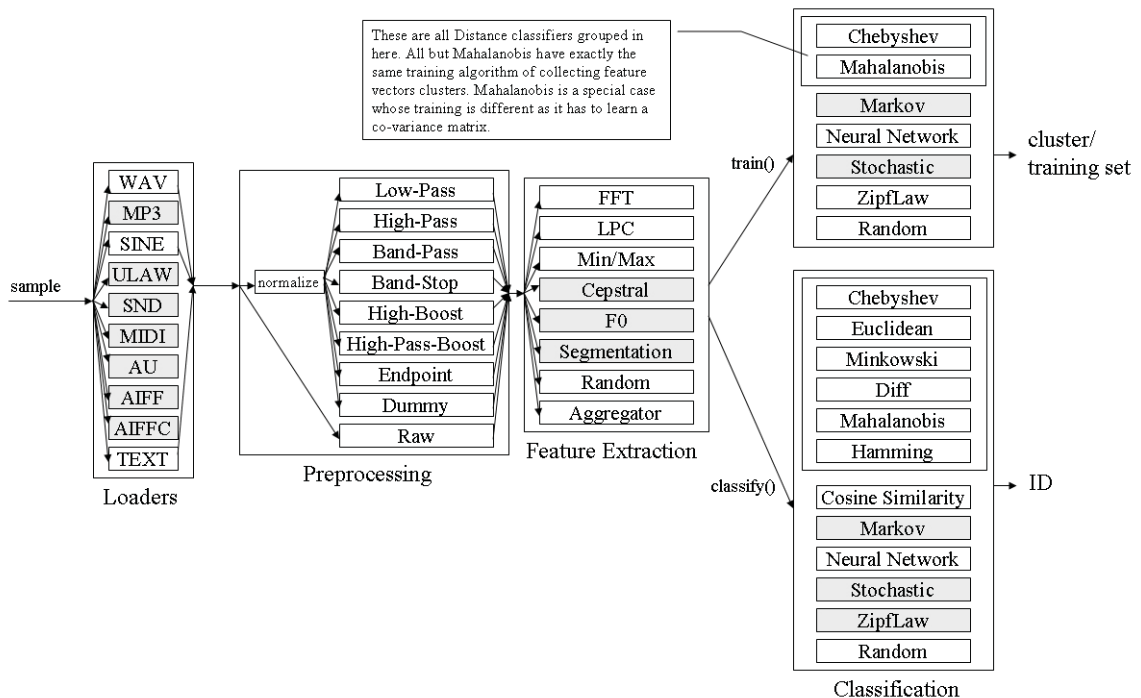 These are all Distance classifiers grouped in
here. All but Mahalanobis have exactly the
same training algorithm of collecting feature
vectors clusters. Mahalanobis is a special case
whose training is different as it has to learn a
co-variance matrix.
sample
WAV
MP3
SINE
ULAW
SND
MIDI
AU
AIFF
AIFFC
TEXT
Loaders
normalize
Low-Pass
High-Pass
Band-Pass
Band-Stop
High-Boost
High-Pass-Boost
Endpoint
Dummy
Raw
Preprocessing
FFT
LPC
Min/Max
Cepstral
F0
Segmentation
Random
Aggregator
Feature Extraction
train()
Chebyshev
Mahalanobis
Markov
Neural Network
Stochastic
ZipfLaw
Random
cluster/
training set
classify()
Chebyshev
Euclidean
Minkowski
Diff
Mahalanobis
Hamming
Cosine Similarity
Markov
Neural Network
Stochastic
ZipfLaw
Random
Classification
ID